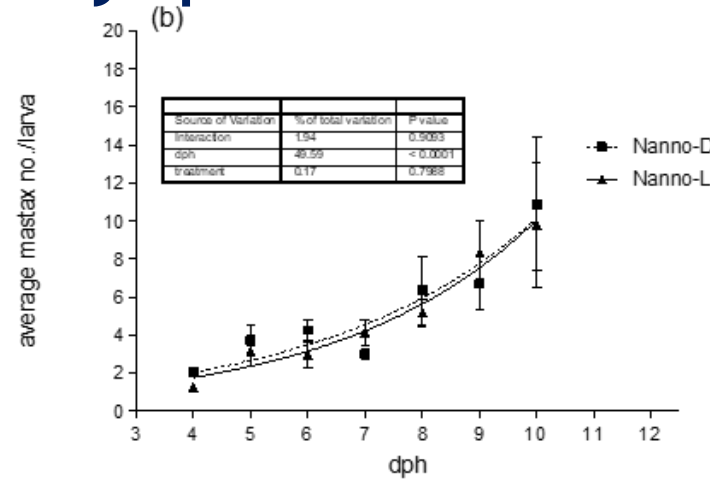 (b)
20
18
16
14
12
10
8
6
4
2
0
average mastax no./larva
Source of Variation % of total variation P value
Interaction 1.94 0.9093
dph 49.59 < 0.0001
treatment 0.17 0.7988
Nanno-D
Nanno-L
3 4 5 6 7 8 9 10 11 12
dph